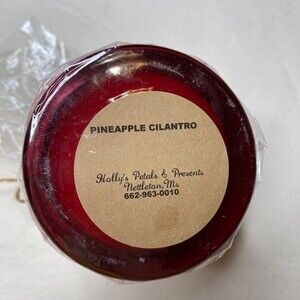 PINEAPPLE CILANTRO
Holly's Petals & Presents
Nettleton, Ms
662-963-0010